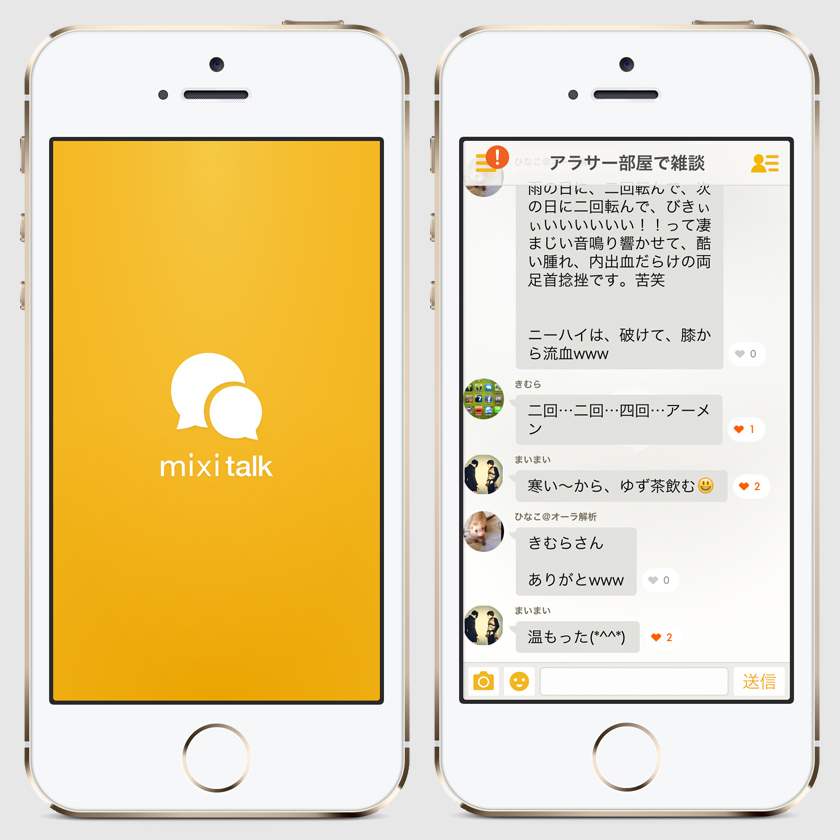 mixi talk
!
アラサー部屋で雑談
ひなこ@
雨の日に、二回転んで、次
の日に二回転んで、びきぃ
ぃいいいいいい！！って凄
まじい音鳴り響かせて、酷
い腫れ、内出血だらけの両
足首捻挫です。苦笑
ニーハイは、破けて、膝か
ら流血www
0
きむら
二回…二回…四回…アーメ
ン
1
まいまい
寒い〜から、ゆず茶飲む😃
2
ひなこ@オーラ解析
きむらさん
ありがとwww
0
まいまい
温もった(*^^*)
2
送信